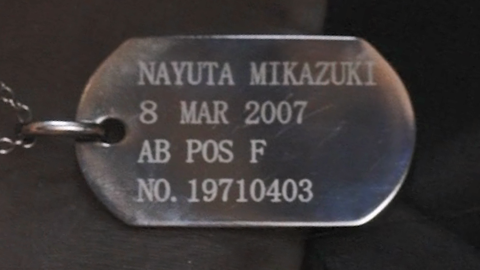 NAYUTA MIKAZUKI
8 MAR 2007
AB POS F
NO. 19710403